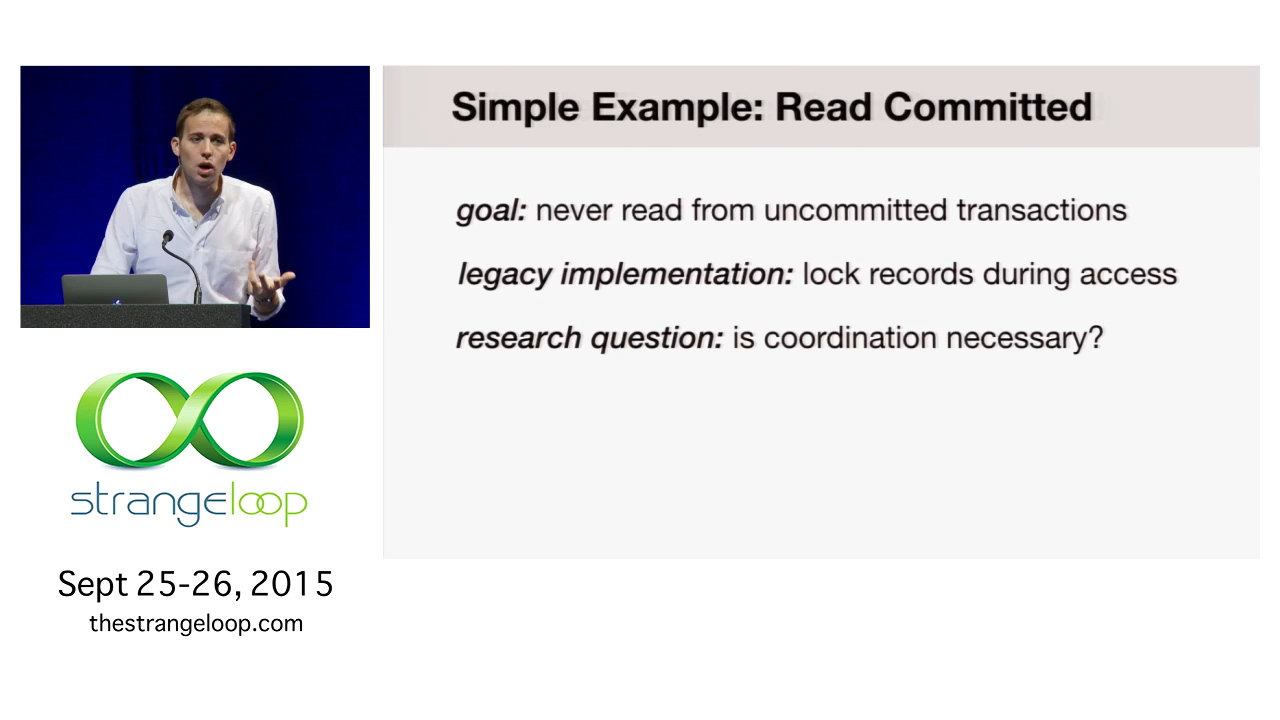 Simple Example: Read Committed
goal: never read from uncommitted transactions
legacy implementation: lock records during access
research question: is coordination necessary?
strangeloop
Sept 25-26, 2015
thestrangeloop.com